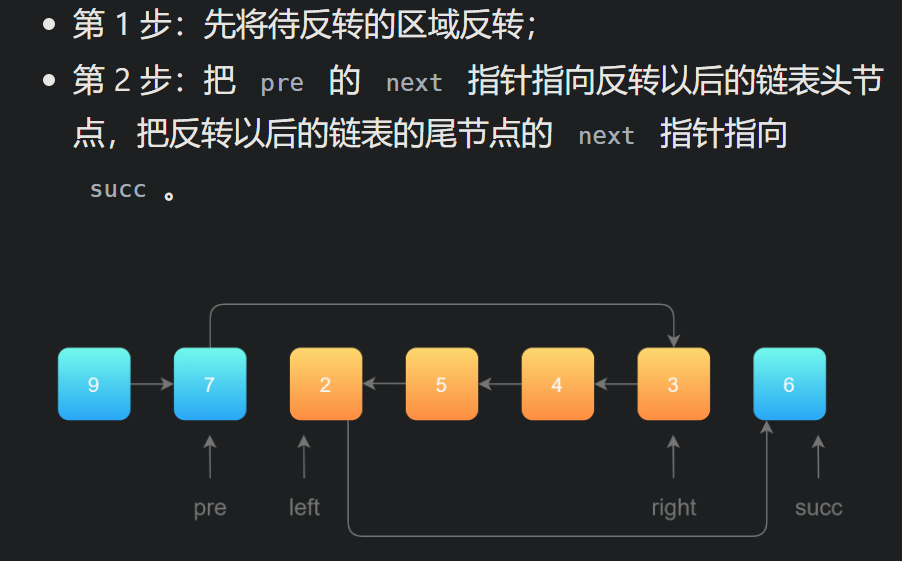 第 1 步：先将待反转的区域反转；
第 2 步：把 pre 的 next 指针指向反转以后的链表头节
点，把反转以后的链表的尾节点的 next 指针指向
succ 。
9 7 2 5 4 3 6
pre left right succ